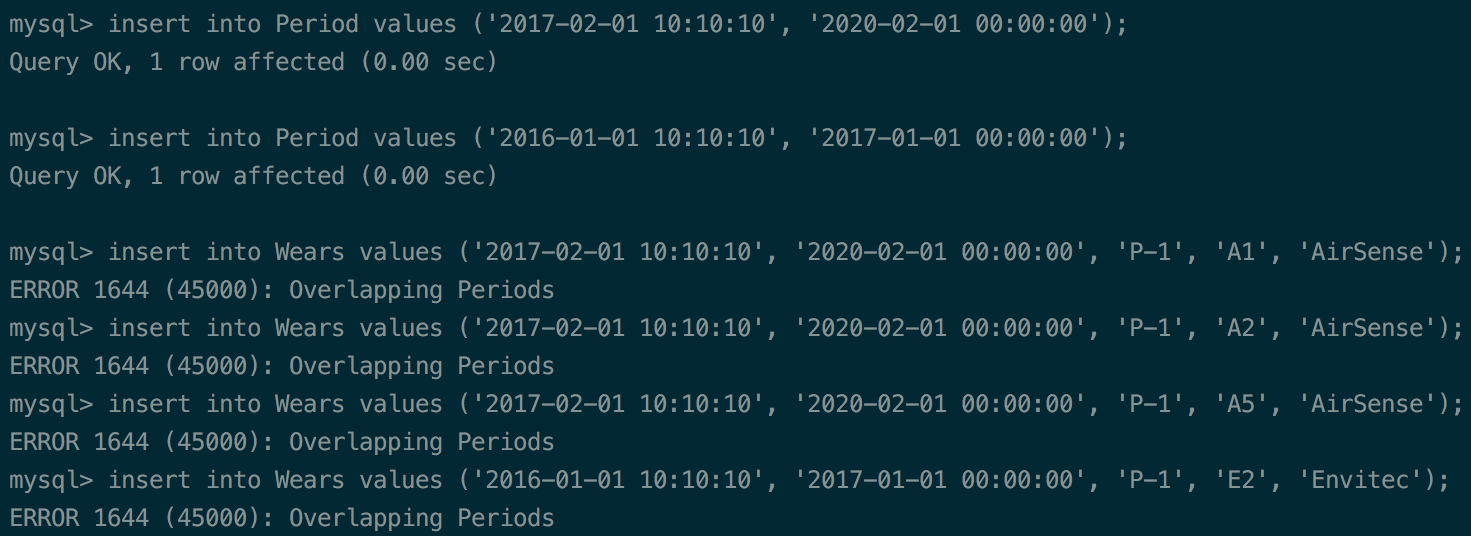 mysql> insert into Period values ('2017-02-01 10:10:10', '2020-02-01 00:00:00');
Query OK, 1 row affected (0.00 sec)
mysql> insert into Period values ('2016-01-01 10:10:10', '2017-01-01 00:00:00');
Query OK, 1 row affected (0.00 sec)
mysql> insert into Wears values ('2017-02-01 10:10:10', '2020-02-01 00:00:00', 'P-1', 'A1', 'AirSense');
ERROR 1644 (45000): Overlapping Periods
mysql> insert into Wears values ('2017-02-01 10:10:10', '2020-02-01 00:00:00', 'P-1', 'A2', 'AirSense');
ERROR 1644 (45000): Overlapping Periods
mysql> insert into Wears values ('2017-02-01 10:10:10', '2020-02-01 00:00:00', 'P-1', 'A5', 'AirSense');
ERROR 1644 (45000): Overlapping Periods
mysql> insert into Wears values ('2016-01-01 10:10:10', '2017-01-01 00:00:00', 'P-1', 'E2', 'Envitec');
ERROR 1644 (45000): Overlapping Periods